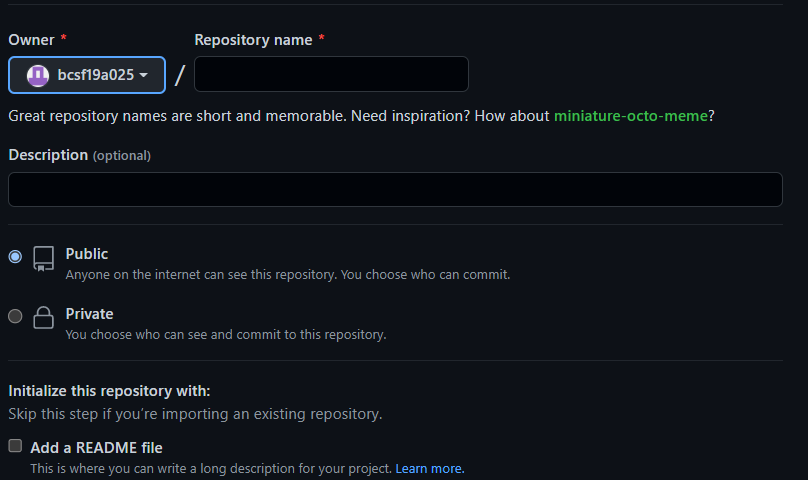 Owner * Repository name *
bcsf19a025 /
Great repository names are short and memorable. Need inspiration? How about miniature-octo-meme?
Description (optional)
Public
Anyone on the internet can see this repository. You choose who can commit.
Private
You choose who can see and commit to this repository.
Initialize this repository with:
Skip this step if you’re importing an existing repository.
Add a README file
This is where you can write a long description for your project. Learn more.